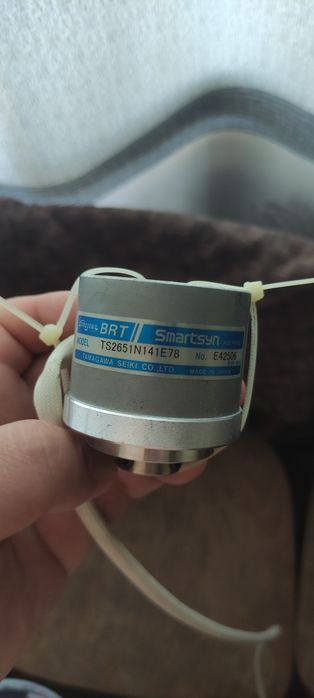 BRT Smartsyn
MODEL TS2651N141E78 No. E42506
TAMAGAWA SEIKI CO.,LTD. MADE IN JAPAN